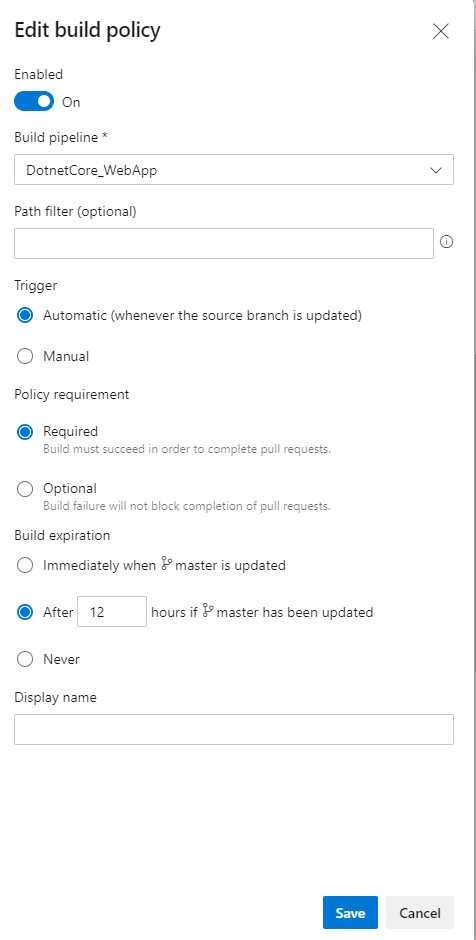 Edit build policy
Enabled
On
Build pipeline *
DotnetCore_WebApp
Path filter (optional)
Trigger
Automatic (whenever the source branch is updated)
Manual
Policy requirement
Required
Build must succeed in order to complete pull requests.
Optional
Build failure will not block completion of pull requests.
Build expiration
Immediately when master is updated
After 12 hours if master has been updated
Never
Display name
Save Cancel